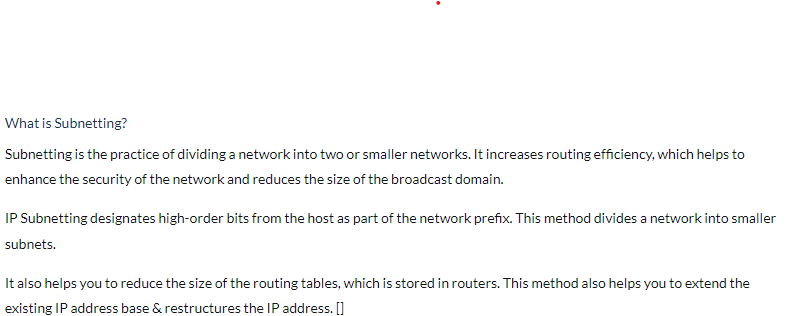 What is Subnetting?
Subnetting is the practice of dividing a network into two or smaller networks. It increases routing efficiency, which helps to
enhance the security of the network and reduces the size of the broadcast domain.
IP Subnetting designates high-order bits from the host as part of the network prefix. This method divides a network into smaller
subnets.
It also helps you to reduce the size of the routing tables, which is stored in routers. This method also helps you to extend the
existing IP address base & restructures the IP address. []